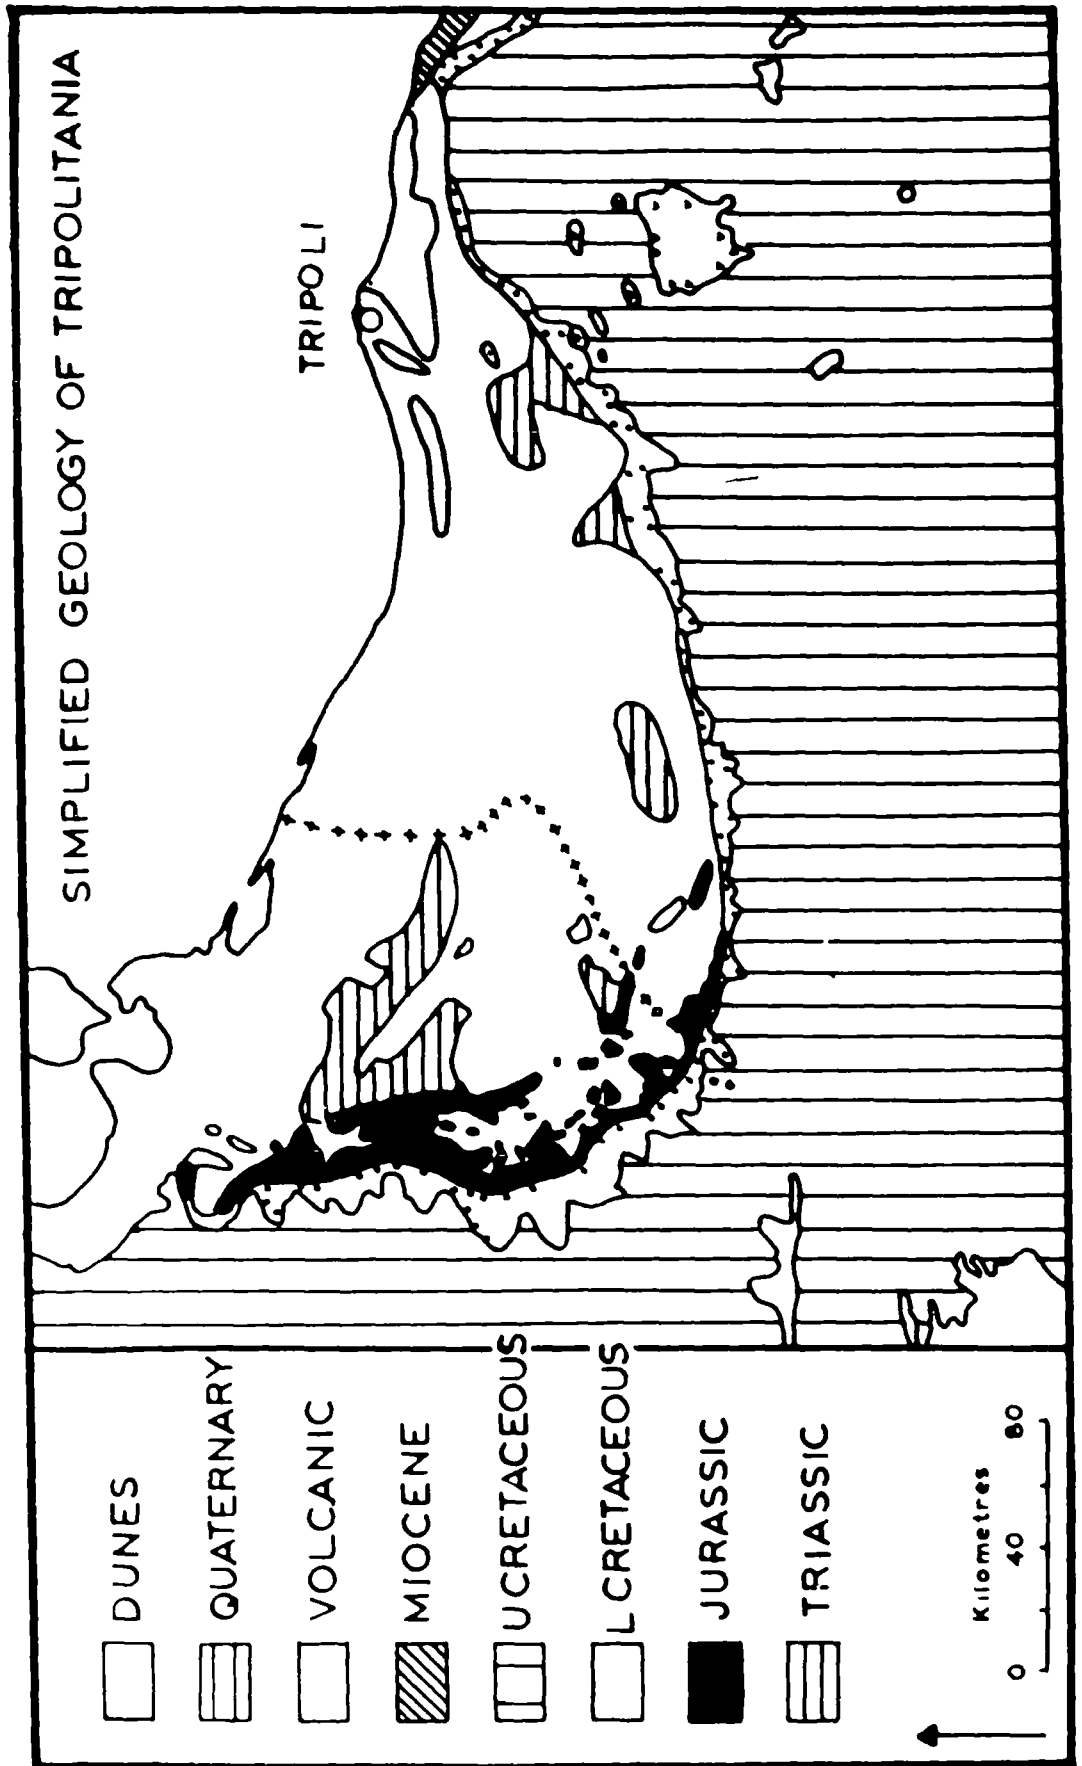 SIMPLIFIED GEOLOGY OF TRIPOLITANIA
TRIPOLI
DUNES
QUATERNARY
VOLCANIC
MIOCENE
U CRETACEOUS
L CRETACEOUS
JURASSIC
TRIASSIC
Kilometres
0 40 80